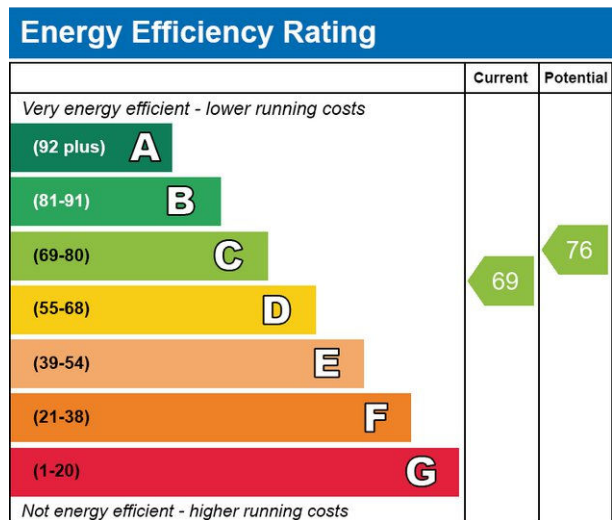 Energy Efficiency Rating
Current Potential
Very energy efficient - lower running costs
(92 plus) A
(81-91) B
(69-80) C
76
69
(55-68) D
(39-54) E
(21-38) F
(1-20) G
Not energy efficient - higher running costs